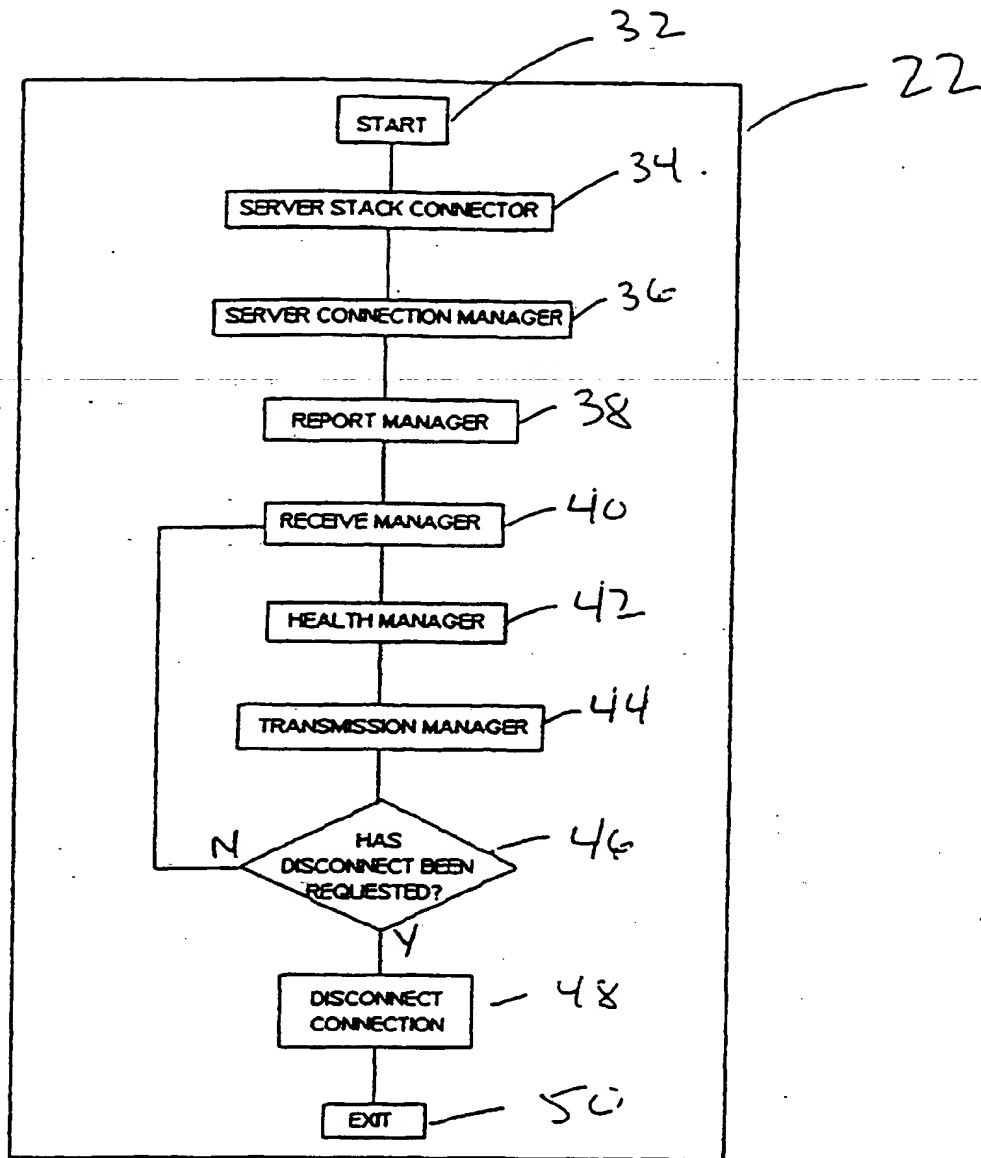 32
22
START
34.
SERVER STACK CONNECTOR
36
SERVER CONNECTION MANAGER
REPORT MANAGER
38
RECEIVE MANAGER
40
HEALTH MANAGER
42
TRANSMISSION MANAGER
44
N
HAS
DISCONNECT BEEN
REQUESTED?
46
Y
DISCONNECT
CONNECTION
48
EXIT
50